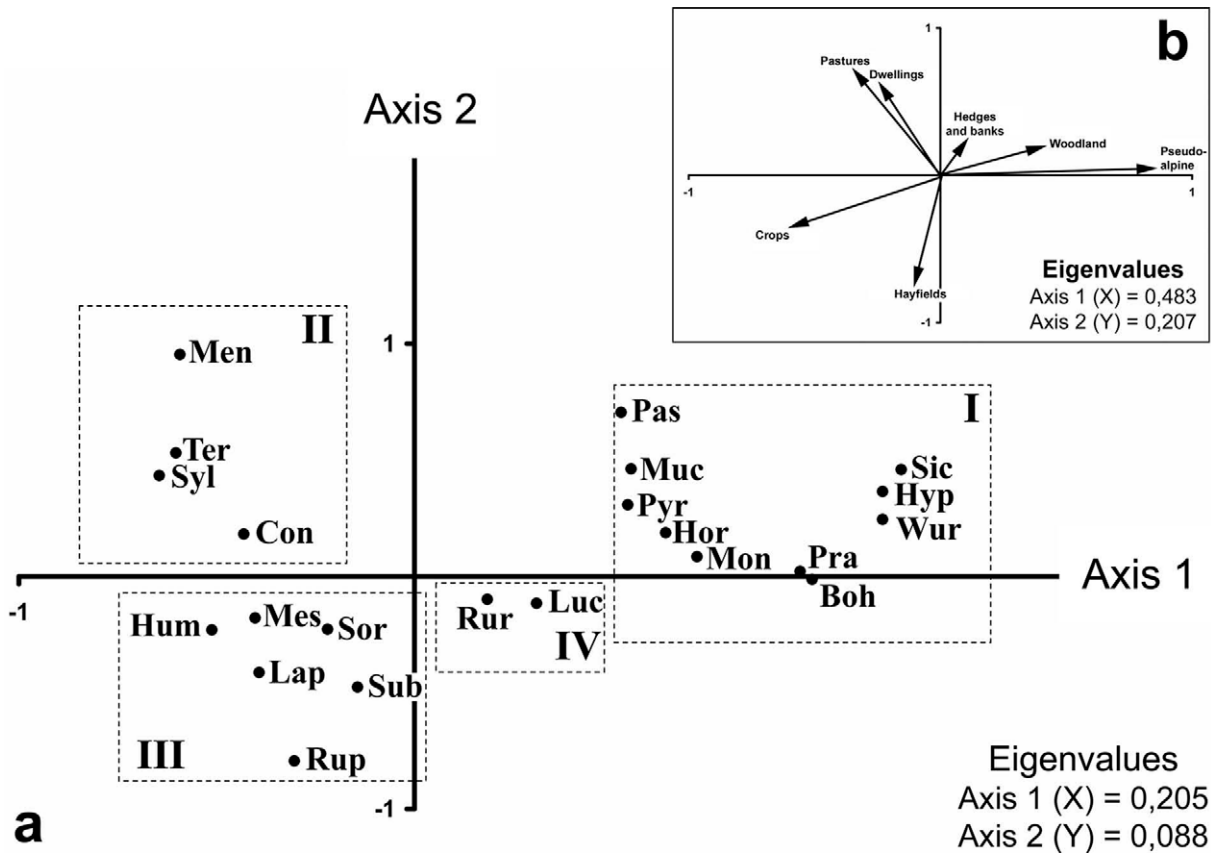 b
1
Pastures
Dwellings
Hedges
and banks
Woodland
Pseudo-
alpine
-1
1
Crops
Hayfields
-1
Eigenvalues
Axis 1 (X) = 0,483
Axis 2 (Y) = 0,207
Axis 2
II
Men
1
Ter
Syl
Con
I
Pas
Muc
Sic
Pyr
Hyp
Hor
Wur
Mon
Pra
Boh
Axis 1
-1
Hum
Mes
Sor
Lap
Sub
III
Rup
Rur
Luc
IV
-1
a
Eigenvalues
Axis 1 (X) = 0,205
Axis 2 (Y) = 0,088